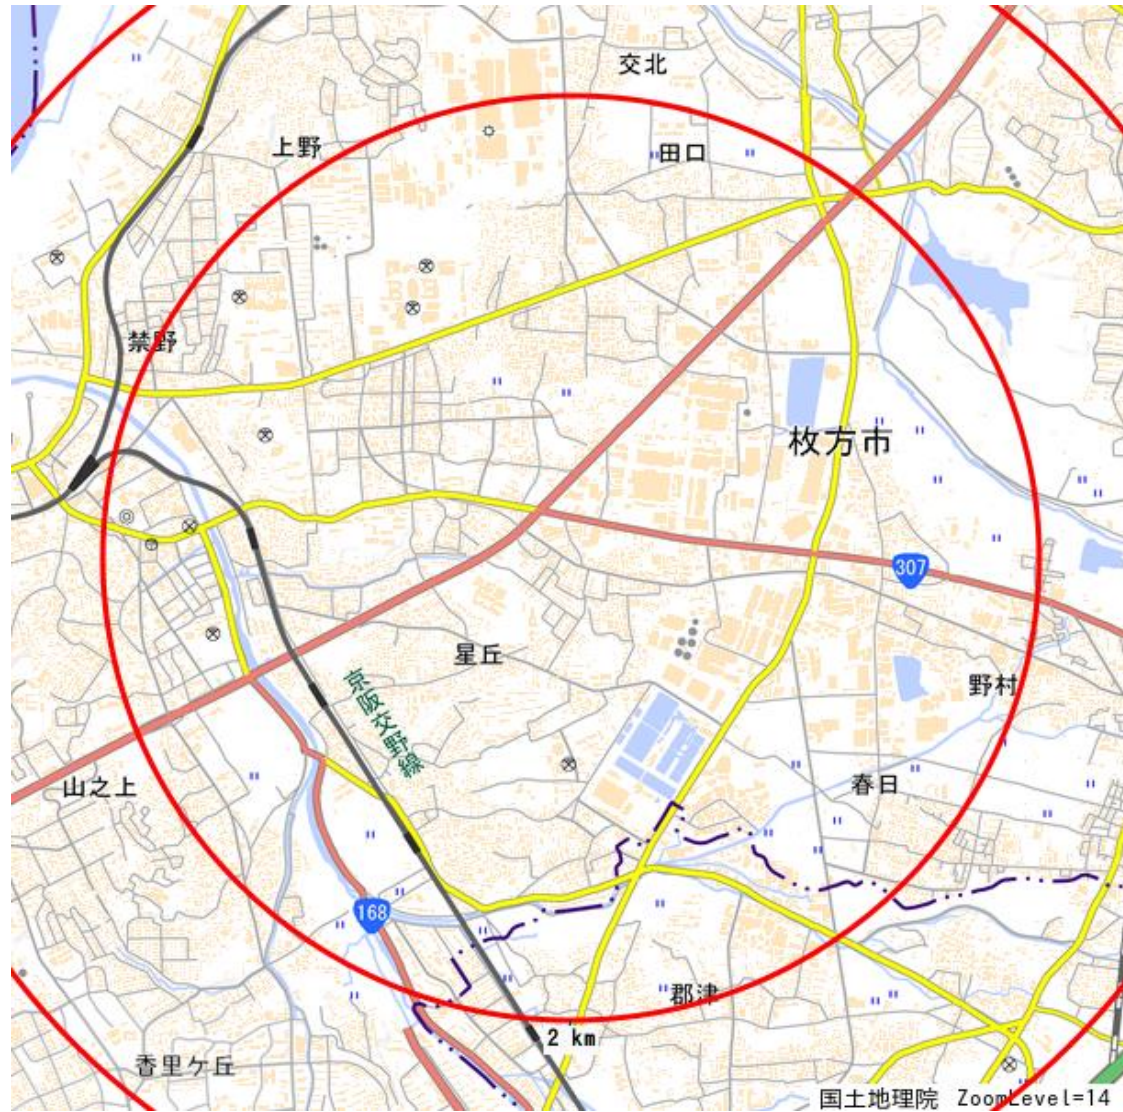 交北
上野
田口
禁野
枚方市
307
星丘
野村
京阪交野線
山之上
春日
168
郡津
2 km
香里ケ丘
国土地理院 ZoomLevel=14